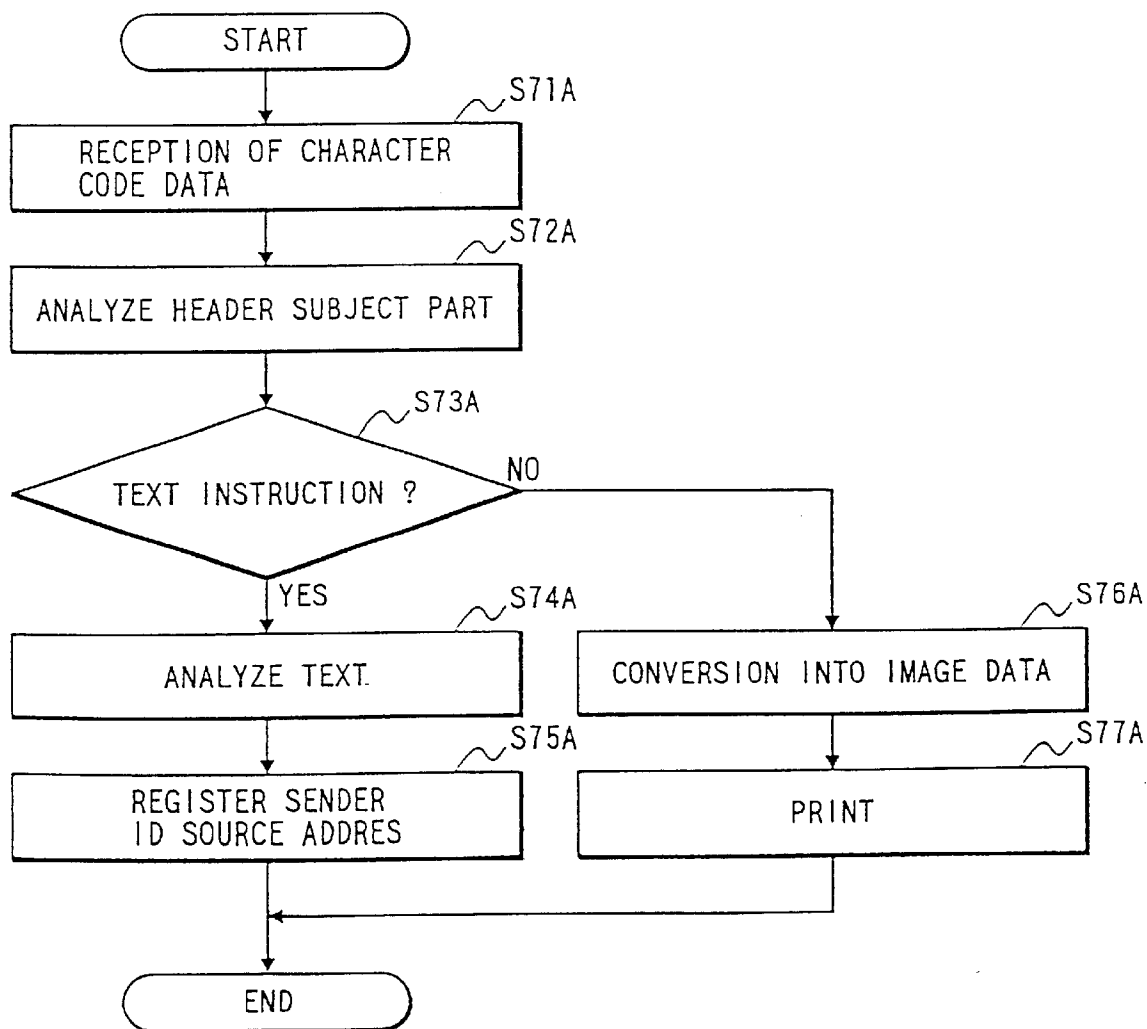 START
S71A
RECEPTION OF CHARACTER
CODE DATA
S72A
ANALYZE HEADER SUBJECT PART
S73A
TEXT INSTRUCTION ?
NO
YES
S74A
ANALYZE TEXT
S76A
CONVERSION INTO IMAGE DATA
S75A
REGISTER SENDER
ID SOURCE ADDRES
S77A
PRINT
END